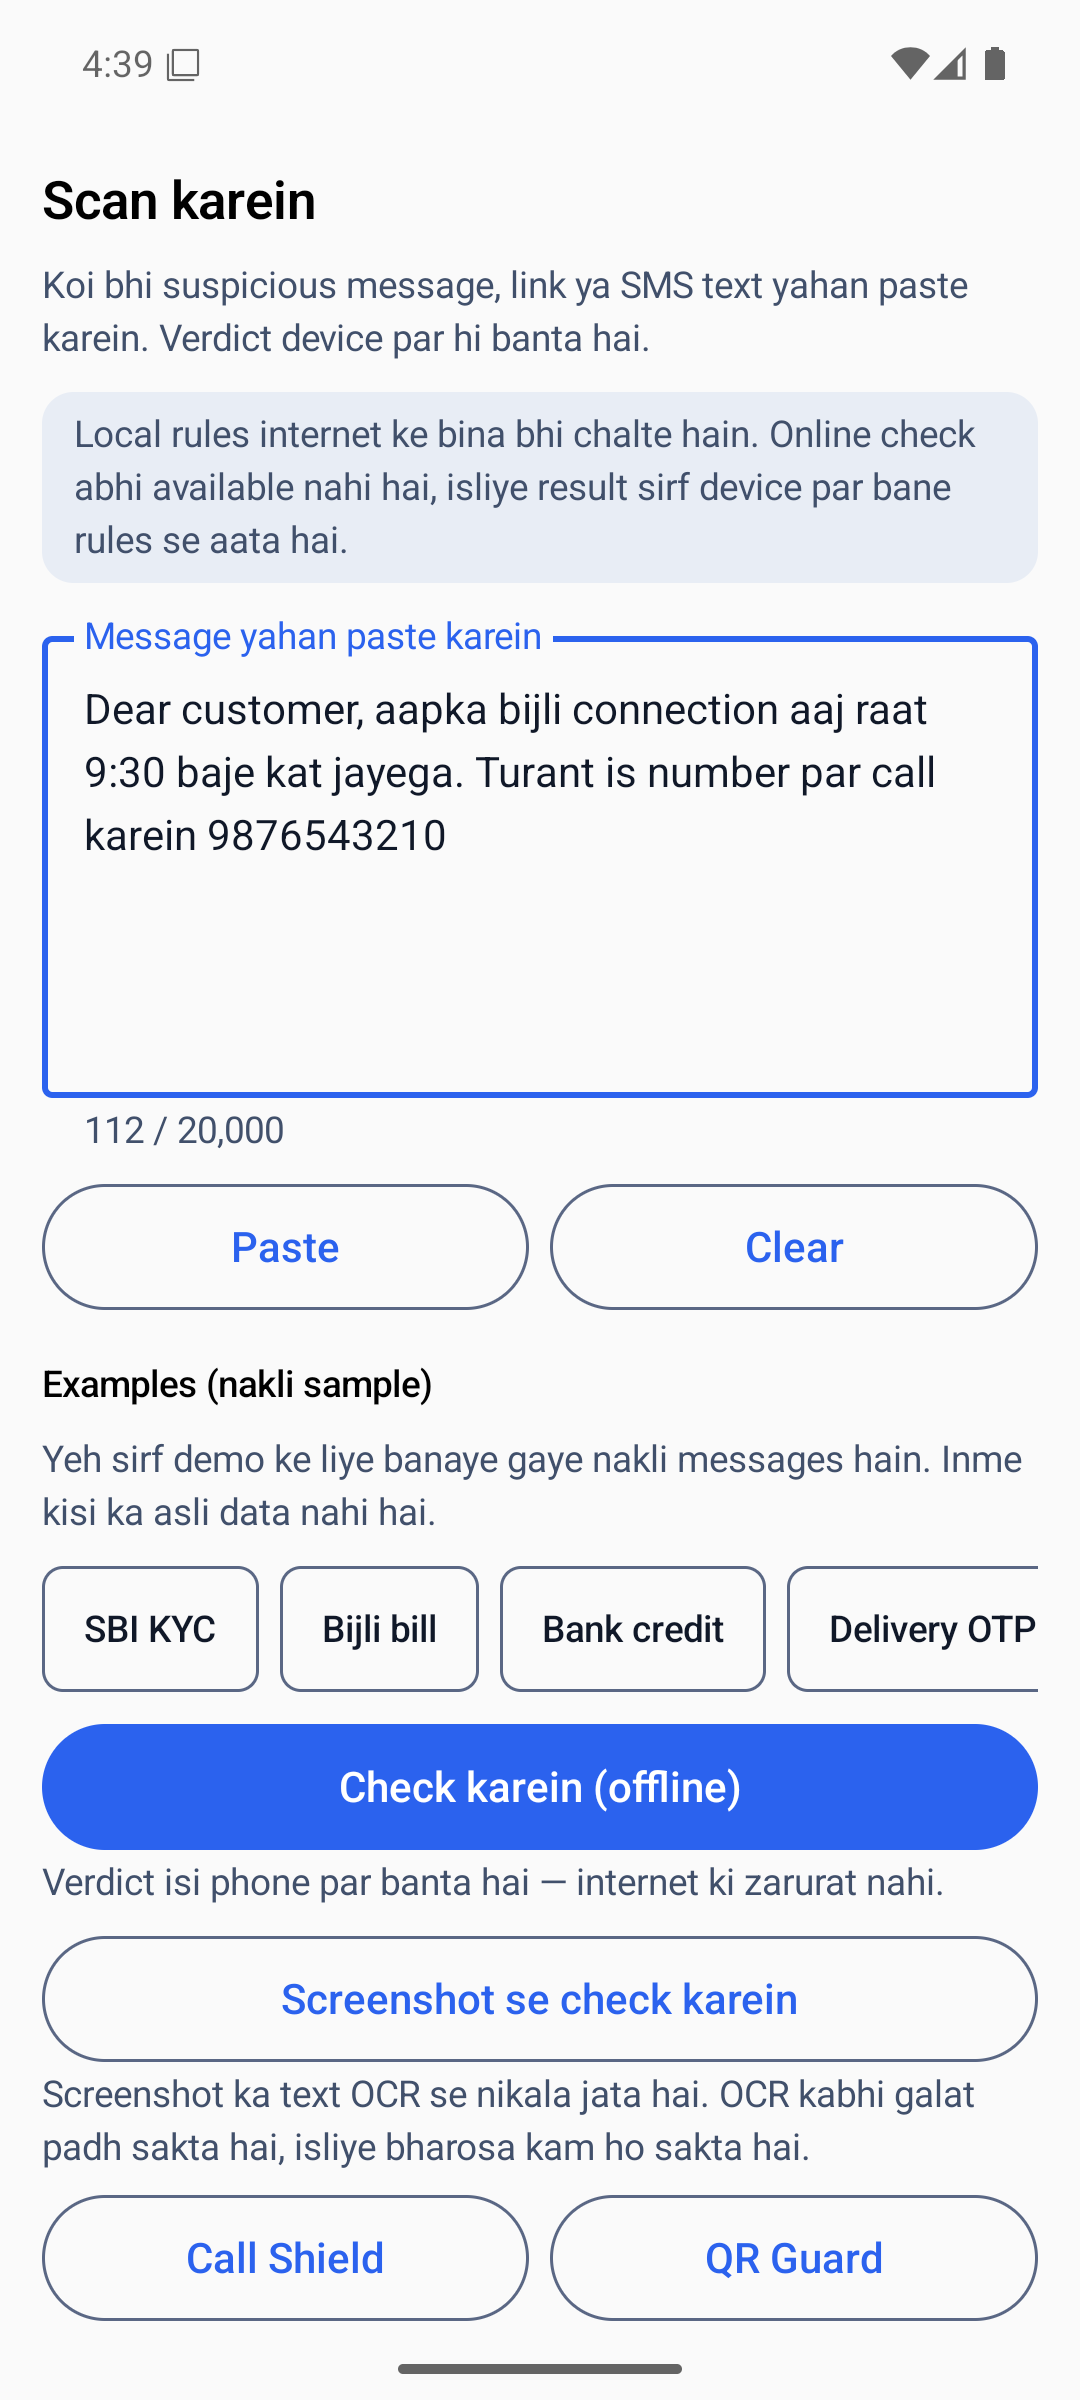 4:39
Scan karein
Koi bhi suspicious message, link ya SMS text yahan paste
karein. Verdict device par hi banta hai.
Local rules internet ke bina bhi chalte hain. Online check
abhi available nahi hai, isliye result sirf device par bane
rules se aata hai.
Message yahan paste karein
Dear customer, aapka bijli connection aaj raat
9:30 baje kat jayega. Turant is number par call
karein 9876543210
112 / 20,000
Paste Clear
Examples (nakli sample)
Yeh sirf demo ke liye banaye gaye nakli messages hain. Inme
kisi ka asli data nahi hai.
SBI KYC Bijli bill Bank credit Delivery OTP
Check karein (offline)
Verdict isi phone par banta hai — internet ki zarurat nahi.
Screenshot se check karein
Screenshot ka text OCR se nikala jata hai. OCR kabhi galat
padh sakta hai, isliye bharosa kam ho sakta hai.
Call Shield QR Guard